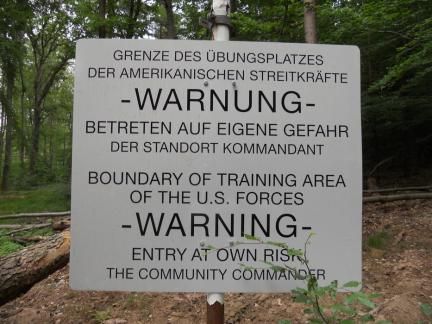 GRENZE DES ÜBUNGSPLATZES
DER AMERIKANISCHEN STREITKRÄFTE
-WARNUNG-
BETRETEN AUF EIGENE GEFAHR
DER STANDORT KOMMANDANT
BOUNDARY OF TRAINING AREA
OF THE U.S. FORCES
-WARNING-
ENTRY AT OWN RISK
THE COMMUNITY COMMANDER